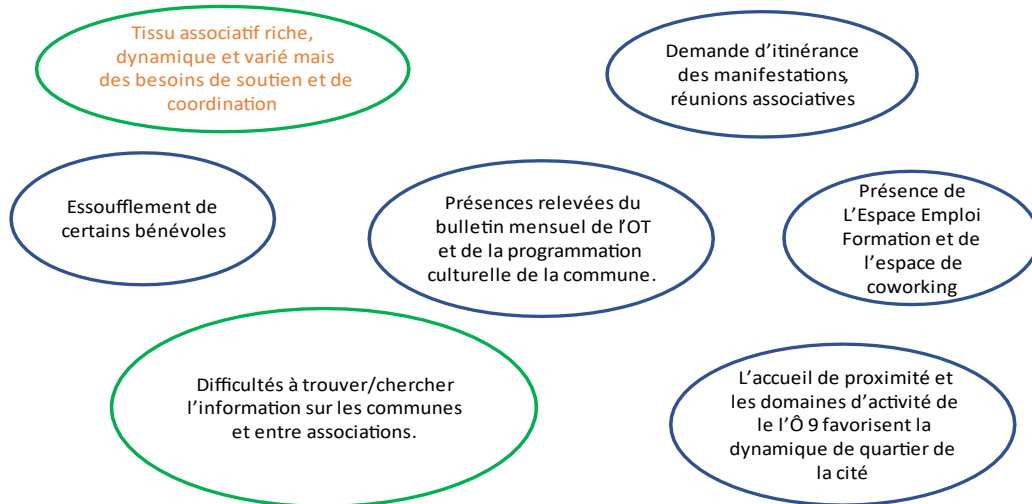 Tissu associatif riche,
dynamique et varié mais
des besoins de soutien et de
coordination
Demande d'itinérance
des manifestations,
réunions associatives
Essoufflement de
certains bénévoles
Présences relevées du
bulletin mensuel de l'OT
et de la programmation
culturelle de la commune.
Présence de
L'Espace Emploi
Formation et de
l'espace de
coworking
Difficultés à trouver/chercher
l'information sur les communes
et entre associations.
L'accueil de proximité et
les domaines d'activité de
le l'Ô 9 favorisent la
dynamique de quartier de
la cité